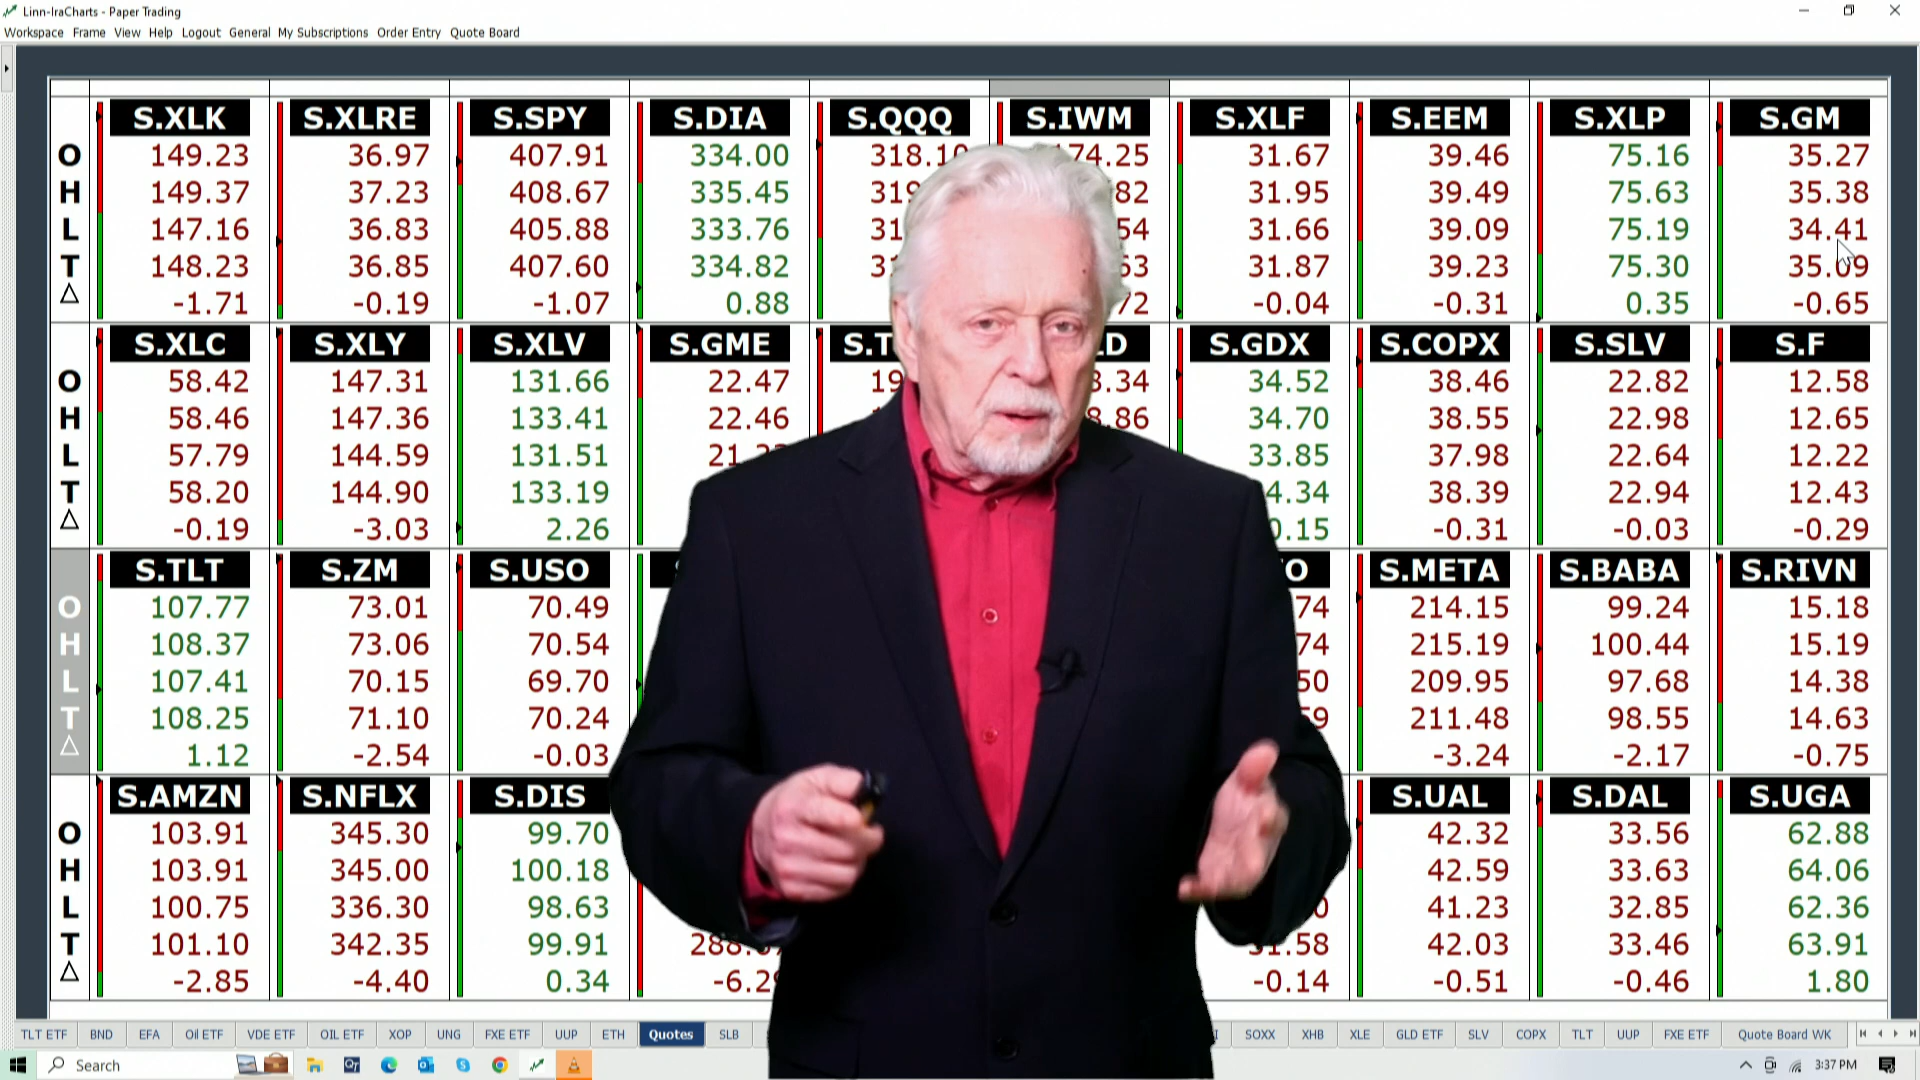 Linn-IraCharts - Paper Trading
Workspace Frame View Help Logout General My Subscriptions Order Entry Quote Board
S.XLK S.XLRE S.SPY S.DIA S.QQQ S.IWM S.XLF S.EEM S.XLP S.GM
O 149.23 36.97 407.91 334.00 318.10 174.25 31.67 39.46 75.16 35.27
H 149.37 37.23 408.67 335.45 31.95 39.49 75.63 35.38
L 147.16 36.83 405.88 333.76 31.66 39.09 75.19 34.41
T 148.23 36.85 407.60 334.82 31.87 39.23 75.30 35.09
△ -1.71 -0.19 -1.07 0.88 -0.04 -0.31 0.35 -0.65
S.XLC S.XLY S.XLV S.GME S.GDX S.COPX S.SLV S.F
O 58.42 147.31 131.66 22.47 34.52 38.46 22.82 12.58
H 58.46 147.36 133.41 22.46 34.70 38.55 22.98 12.65
L 57.79 144.59 131.51 33.85 37.98 22.64 12.22
T 58.20 144.90 133.19 38.39 22.94 12.43
△ -0.19 -3.03 2.26 -0.31 -0.03 -0.29
S.TLT S.ZM S.USO S.META S.BABA S.RIVN
O 107.77 73.01 70.49 214.15 99.24 15.18
H 108.37 73.06 70.54 215.19 100.44 15.19
L 107.41 70.15 69.70 209.95 97.68 14.38
T 108.25 71.10 70.24 211.48 98.55 14.63
△ 1.12 -2.54 -0.03 -3.24 -2.17 -0.75
S.AMZN S.NFLX S.DIS S.UAL S.DAL S.UGA
O 103.91 345.30 99.70 42.32 33.56 62.88
H 103.91 345.00 100.18 42.59 33.63 64.06
L 100.75 336.30 98.63 41.23 32.85 62.36
T 101.10 342.35 99.91 42.03 33.46 63.91
△ -2.85 -4.40 0.34 -0.14 -0.51 -0.46 1.80
TLT ETF BND EFA Oil ETF VDE ETF OIL ETF XOP UNG FXE ETF UUP ETH Quotes SLB SOXX XHB XLE GLD ETF SLV COPX TLT UUP FXE ETF Quote Board WK
Search 3:37 PM